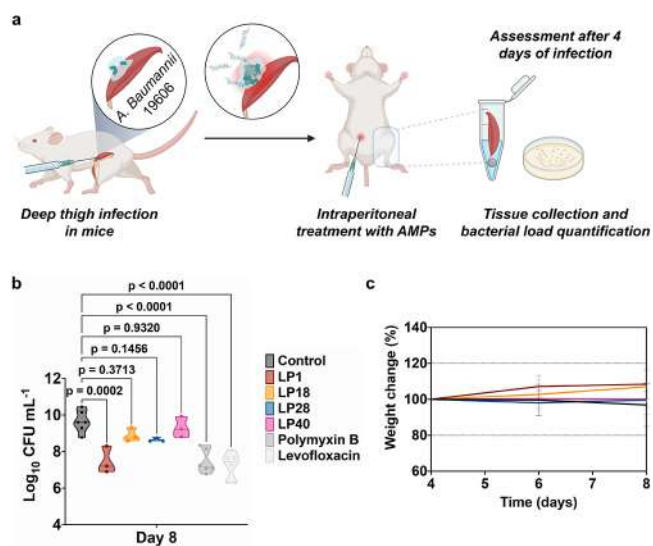 a
Assessment after 4
days of infection
A. Baumannii
19606
Deep thigh infection
in mice
Intraperitoneal
treatment with AMPs
Tissue collection and
bacterial load quantification
b
p < 0.0001
p < 0.0001
p = 0.9320
p = 0.1456
p = 0.3713
p = 0.0002
Log10 CFU mL-1
12
10
8
6
4
Day 8
Control
LP1
LP18
LP28
LP40
Polymyxin B
Levofloxacin
c
Weight change (%)
140
120
100
80
60
4
5
6
7
8
Time (days)